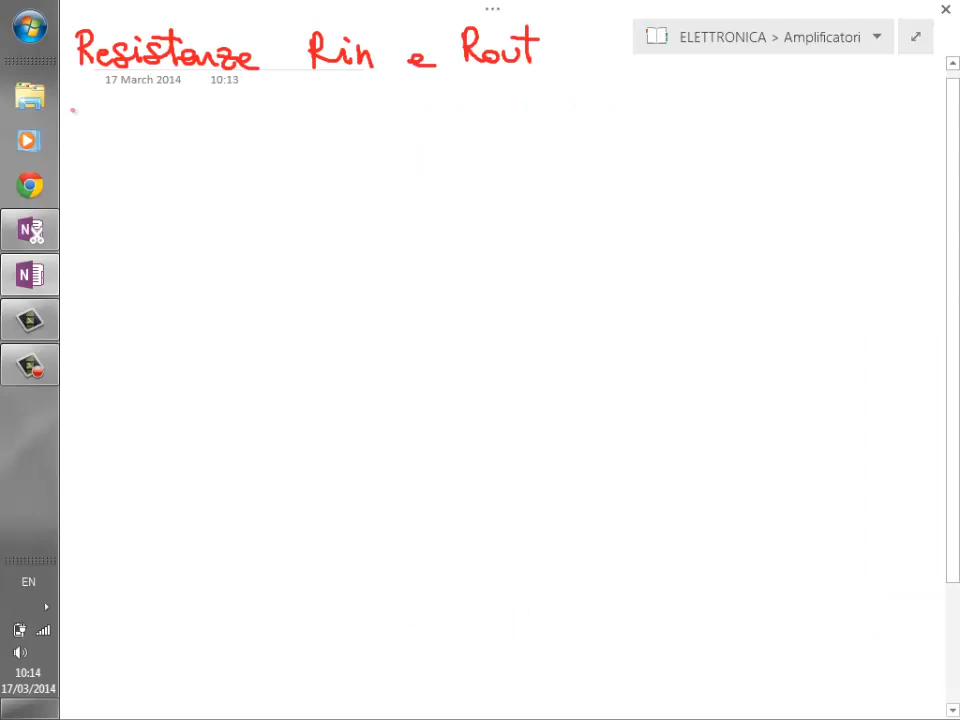 Resistenze Rin e Rout
ELETTRONICA > Amplificatori
17 March 2014 10:13
EN
10:14
17/03/2014